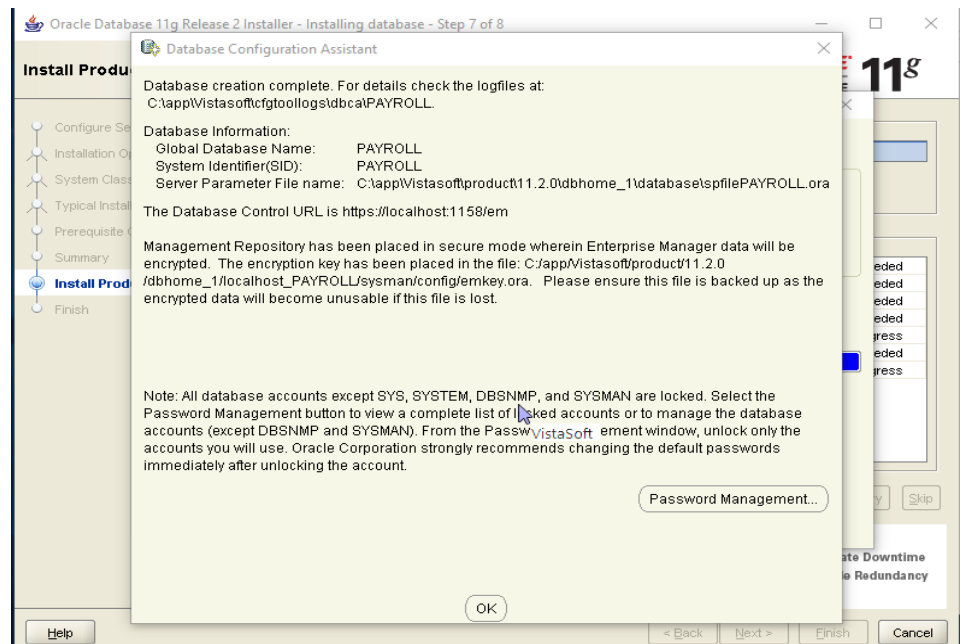 Oracle Database 11g Release 2 Installer - Installing database - Step 7 of 8
Database Configuration Assistant
Install Produ
11g
Database creation complete. For details check the logfiles at:
C:\app\Vistasoft\cfgtoollogs\dbca\PAYROLL.
Configure Se
Installation Op
System Class
Typical Install
Prerequisite C
Summary
Install Prod
Finish
Database Information:
Global Database Name: PAYROLL
System Identifier(SID): PAYROLL
Server Parameter File name: C:\app\Vistasoft\product\11.2.0\dbhome_1\database\spfilePAYROLL.ora
The Database Control URL is https://localhost:1158/em
Management Repository has been placed in secure mode wherein Enterprise Manager data will be
encrypted. The encryption key has been placed in the file: C:/app/Vistasoft/product/11.2.0
/dbhome_1/localhost_PAYROLL/sysman/config/emkey.ora. Please ensure this file is backed up as the
encrypted data will become unusable if this file is lost.
eded
eded
eded
eded
gress
eded
gress
Note: All database accounts except SYS, SYSTEM, DBSNMP, and SYSMAN are locked. Select the
Password Management button to view a complete list of locked accounts or to manage the database
accounts (except DBSNMP and SYSMAN). From the Passw VistaSoft ement window, unlock only the
accounts you will use. Oracle Corporation strongly recommends changing the default passwords
immediately after unlocking the account.
Password Management...
y
Skip
ate Downtime
le Redundancy
OK
Help
< Back
Next >
Finish
Cancel